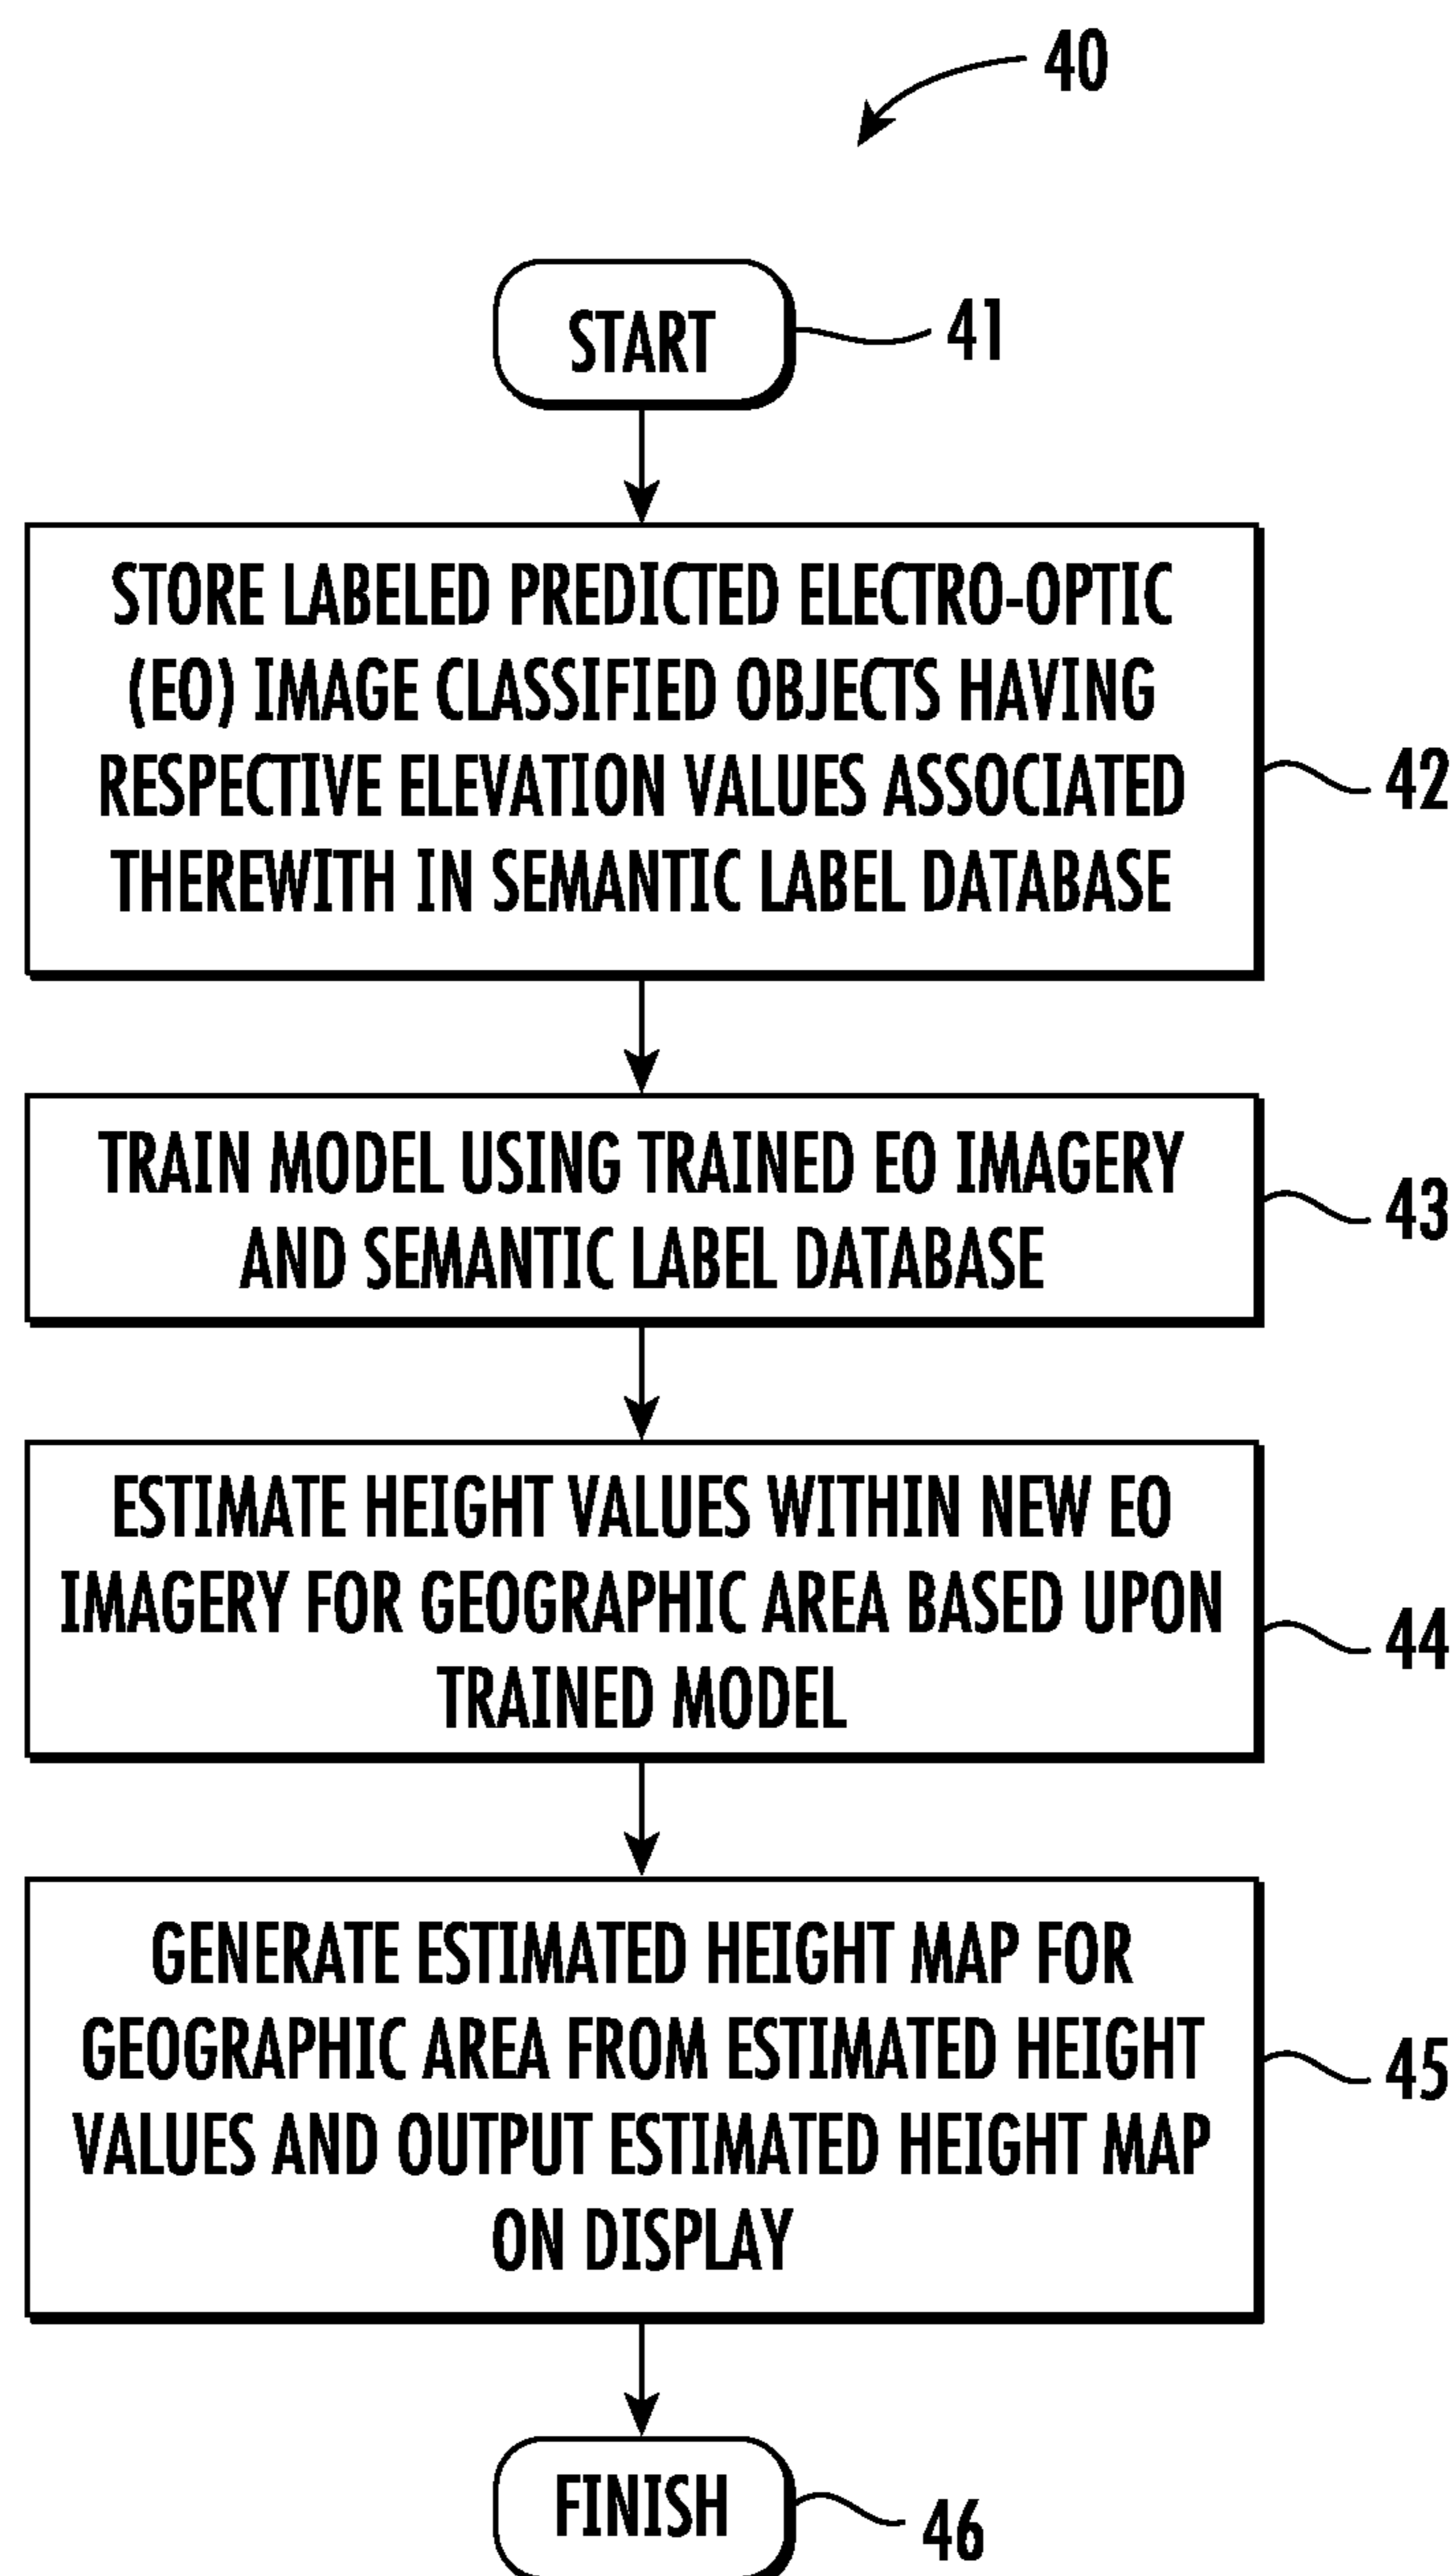 40
START
41
STORE LABELED PREDICTED ELECTRO-OPTIC
(EO) IMAGE CLASSIFIED OBJECTS HAVING
RESPECTIVE ELEVATION VALUES ASSOCIATED
THEREWITH IN SEMANTIC LABEL DATABASE
42
TRAIN MODEL USING TRAINED EO IMAGERY
AND SEMANTIC LABEL DATABASE
43
ESTIMATE HEIGHT VALUES WITHIN NEW EO
IMAGERY FOR GEOGRAPHIC AREA BASED UPON
TRAINED MODEL
44
GENERATE ESTIMATED HEIGHT MAP FOR
GEOGRAPHIC AREA FROM ESTIMATED HEIGHT
VALUES AND OUTPUT ESTIMATED HEIGHT MAP
ON DISPLAY
45
FINISH
46